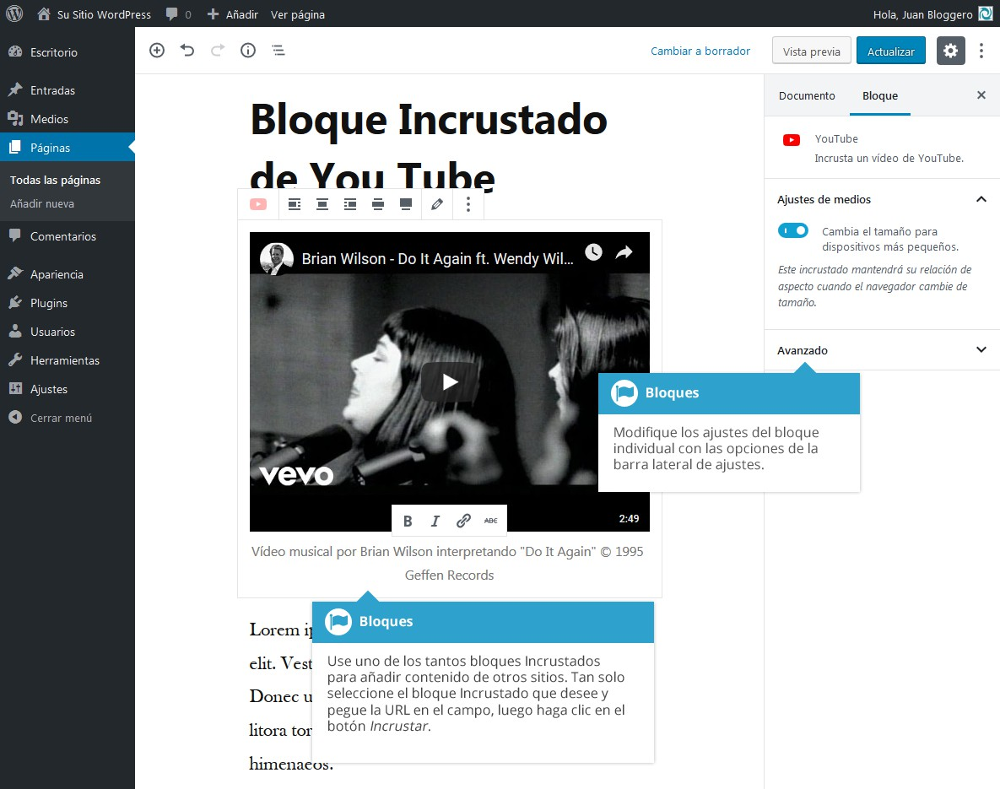 Su Sitio WordPress
0
Añadir
Ver página
Hola, Juan Bloggero
Escritorio
Entradas
Medios
Páginas
Todas las páginas
Añadir nueva
Comentarios
Apariencia
Plugins
Usuarios
Herramientas
Ajustes
Cerrar menú
Cambiar a borrador
Vista previa
Actualizar
Bloque Incrustado
de You Tube
Brian Wilson - Do It Again ft. Wendy Wil...
vevo
2:49
B I ABC
Vídeo musical por Brian Wilson interpretando "Do It Again" © 1995
Geffen Records
Lorem ip
elit. Vest
Donec u
litora tor
himenaeos.
Bloques
Use uno de los tantos bloques Incrustados
para añadir contenido de otros sitios. Tan solo
seleccione el bloque Incrustado que desee y
pegue la URL en el campo, luego haga clic en el
botón Incrustar.
Documento
Bloque
YouTube
Incrusta un vídeo de YouTube.
Ajustes de medios
Cambia el tamaño para
dispositivos más pequeños.
Este incrustado mantendrá su relación de
aspecto cuando el navegador cambie de
tamaño.
Avanzado
Bloques
Modifique los ajustes del bloque
individual con las opciones de la
barra lateral de ajustes.